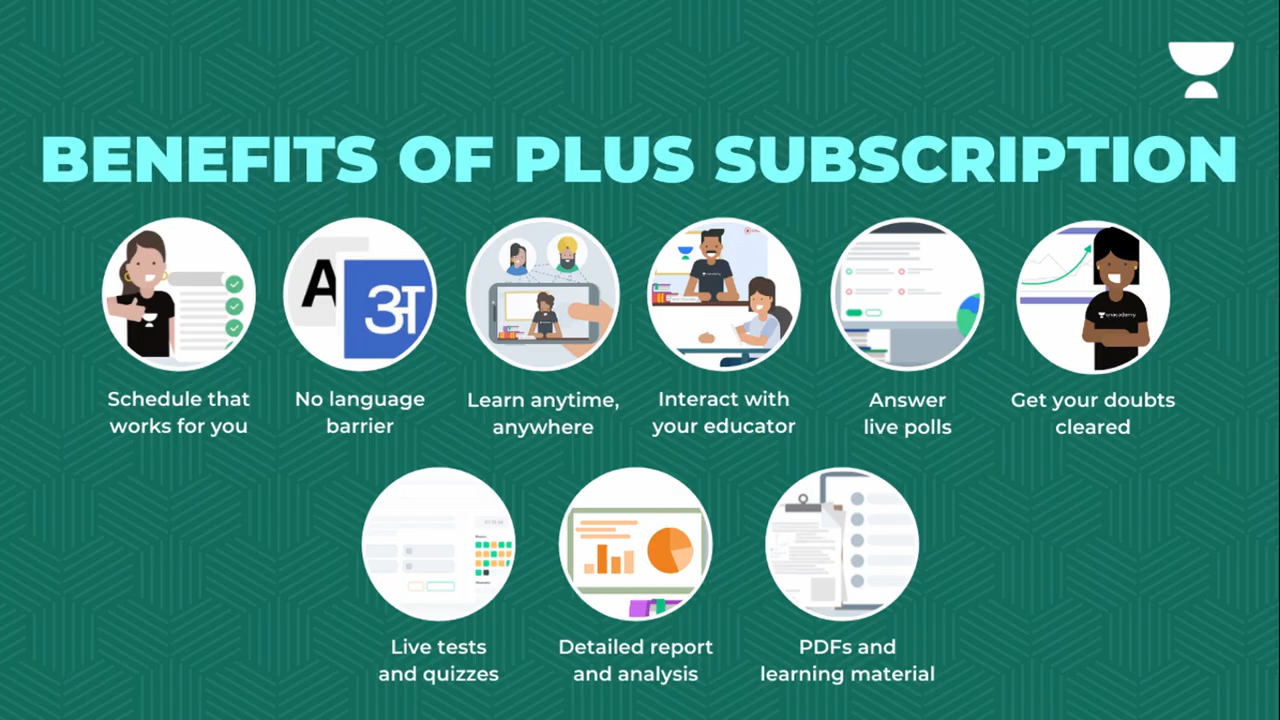 BENEFITS OF PLUS SUBSCRIPTION
A
अ
unacademy
unacademy
Schedule that
works for you
No language
barrier
Learn anytime,
anywhere
Interact with
your educator
Answer
live polls
Get your doubts
cleared
Live tests
and quizzes
Detailed report
and analysis
PDFs and
learning material